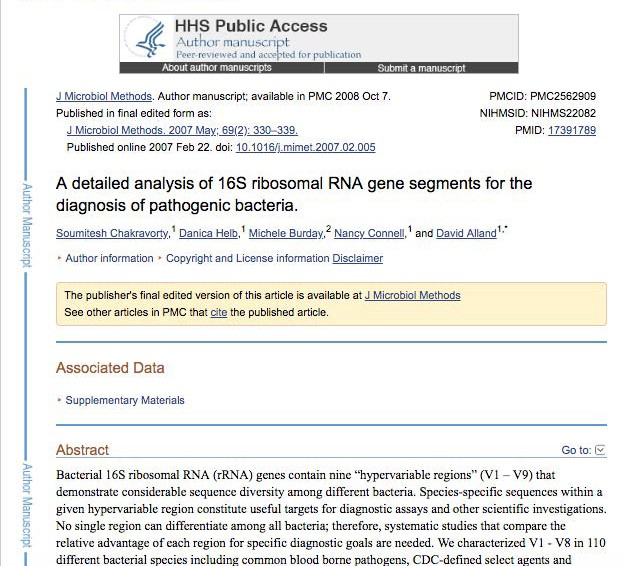 HHS Public Access
Author manuscript
Peer-reviewed and accepted for publication
About author manuscripts Submit a manuscript
J Microbiol Methods. Author manuscript; available in PMC 2008 Oct 7.
Published in final edited form as:
J Microbiol Methods. 2007 May; 69(2): 330–339.
Published online 2007 Feb 22. doi: 10.1016/j.mimet.2007.02.005
PMCID: PMC2562909
NIHMSID: NIHMS22082
PMID: 17391789
A detailed analysis of 16S ribosomal RNA gene segments for the
diagnosis of pathogenic bacteria.
Soumitesh Chakravorty,1 Danica Helb,1 Michele Burday,2 Nancy Connell,1 and David Alland1,*
Author information Copyright and License information Disclaimer
The publisher's final edited version of this article is available at J Microbiol Methods
See other articles in PMC that cite the published article.
Associated Data
Supplementary Materials
Abstract Go to:
Bacterial 16S ribosomal RNA (rRNA) genes contain nine “hypervariable regions” (V1 – V9) that
demonstrate considerable sequence diversity among different bacteria. Species-specific sequences within a
given hypervariable region constitute useful targets for diagnostic assays and other scientific investigations.
No single region can differentiate among all bacteria; therefore, systematic studies that compare the
relative advantage of each region for specific diagnostic goals are needed. We characterized V1 - V8 in 110
different bacterial species including common blood borne pathogens, CDC-defined select agents and
Author Manuscript
Author Manuscript